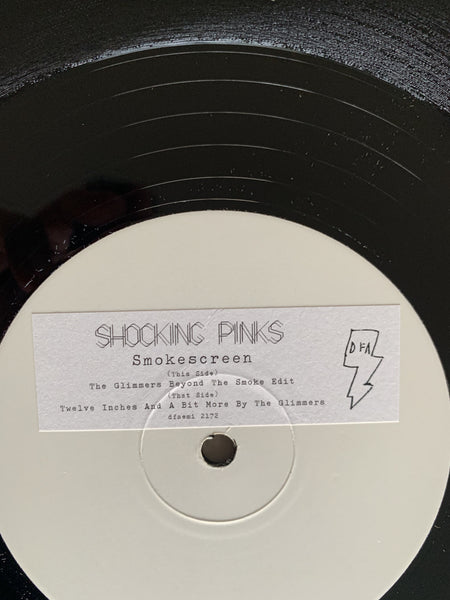 SHOCKING PINKS
Smokescreen
(This Side)
The Glimmers Beyond The Smoke Edit
(That Side)
Twelve Inches And A Bit More By The Glimmers
dfaemi 2172
DFA